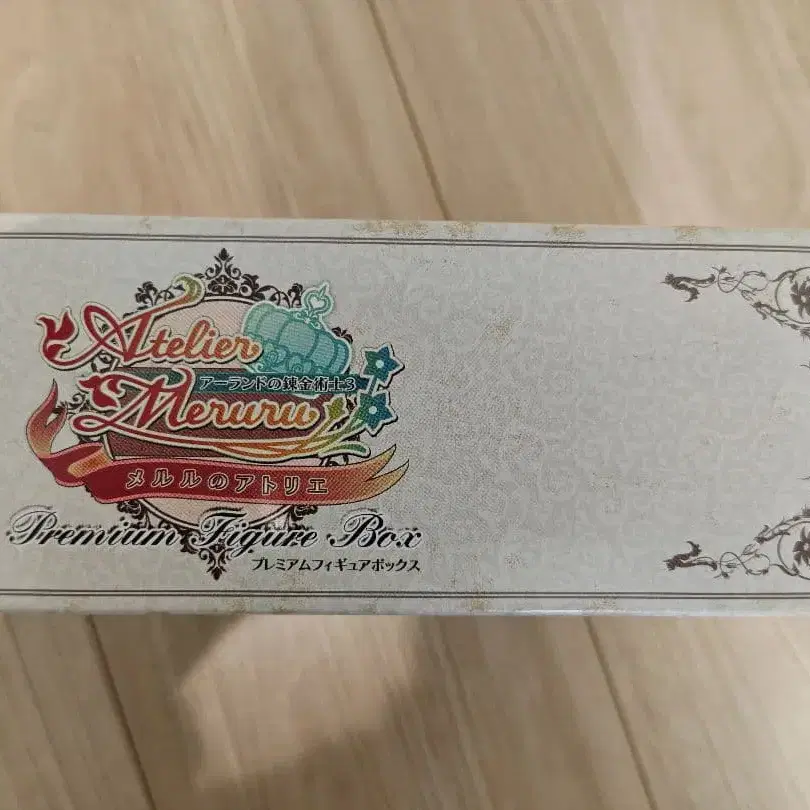 Atelier
アーランドの錬金術士3
Meruru
メルルのアトリエ
Premium Figure Box
プレミアムフィギュアボックス